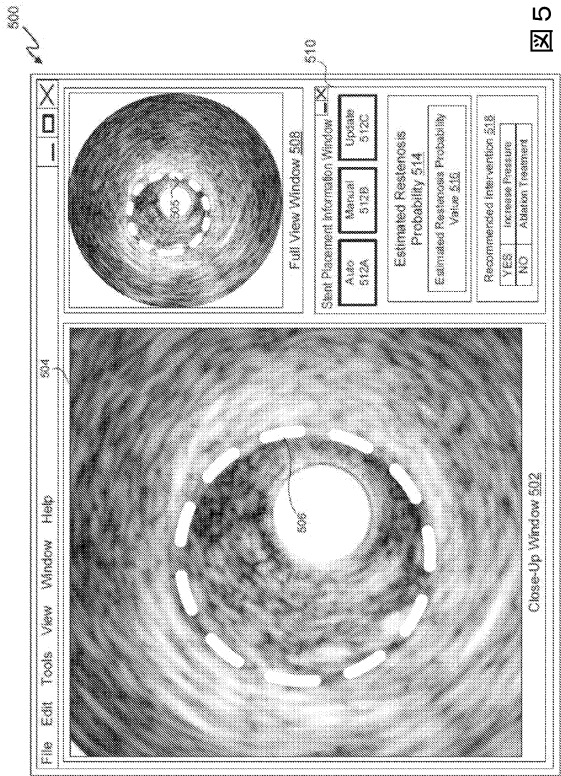 500
File Edit Tools View Window Help
504
506
Close-Up Window 502
505
Full View Window 508
510
Stent Placement Information Window
Auto
512A
Manual
512B
Update
512C
Estimated Restenosis
Probability 514
Estimated Restenosis Probability
Value 516
Recommended Intervention 518
YES Increase Pressure
NO Ablation Treatment
図 5